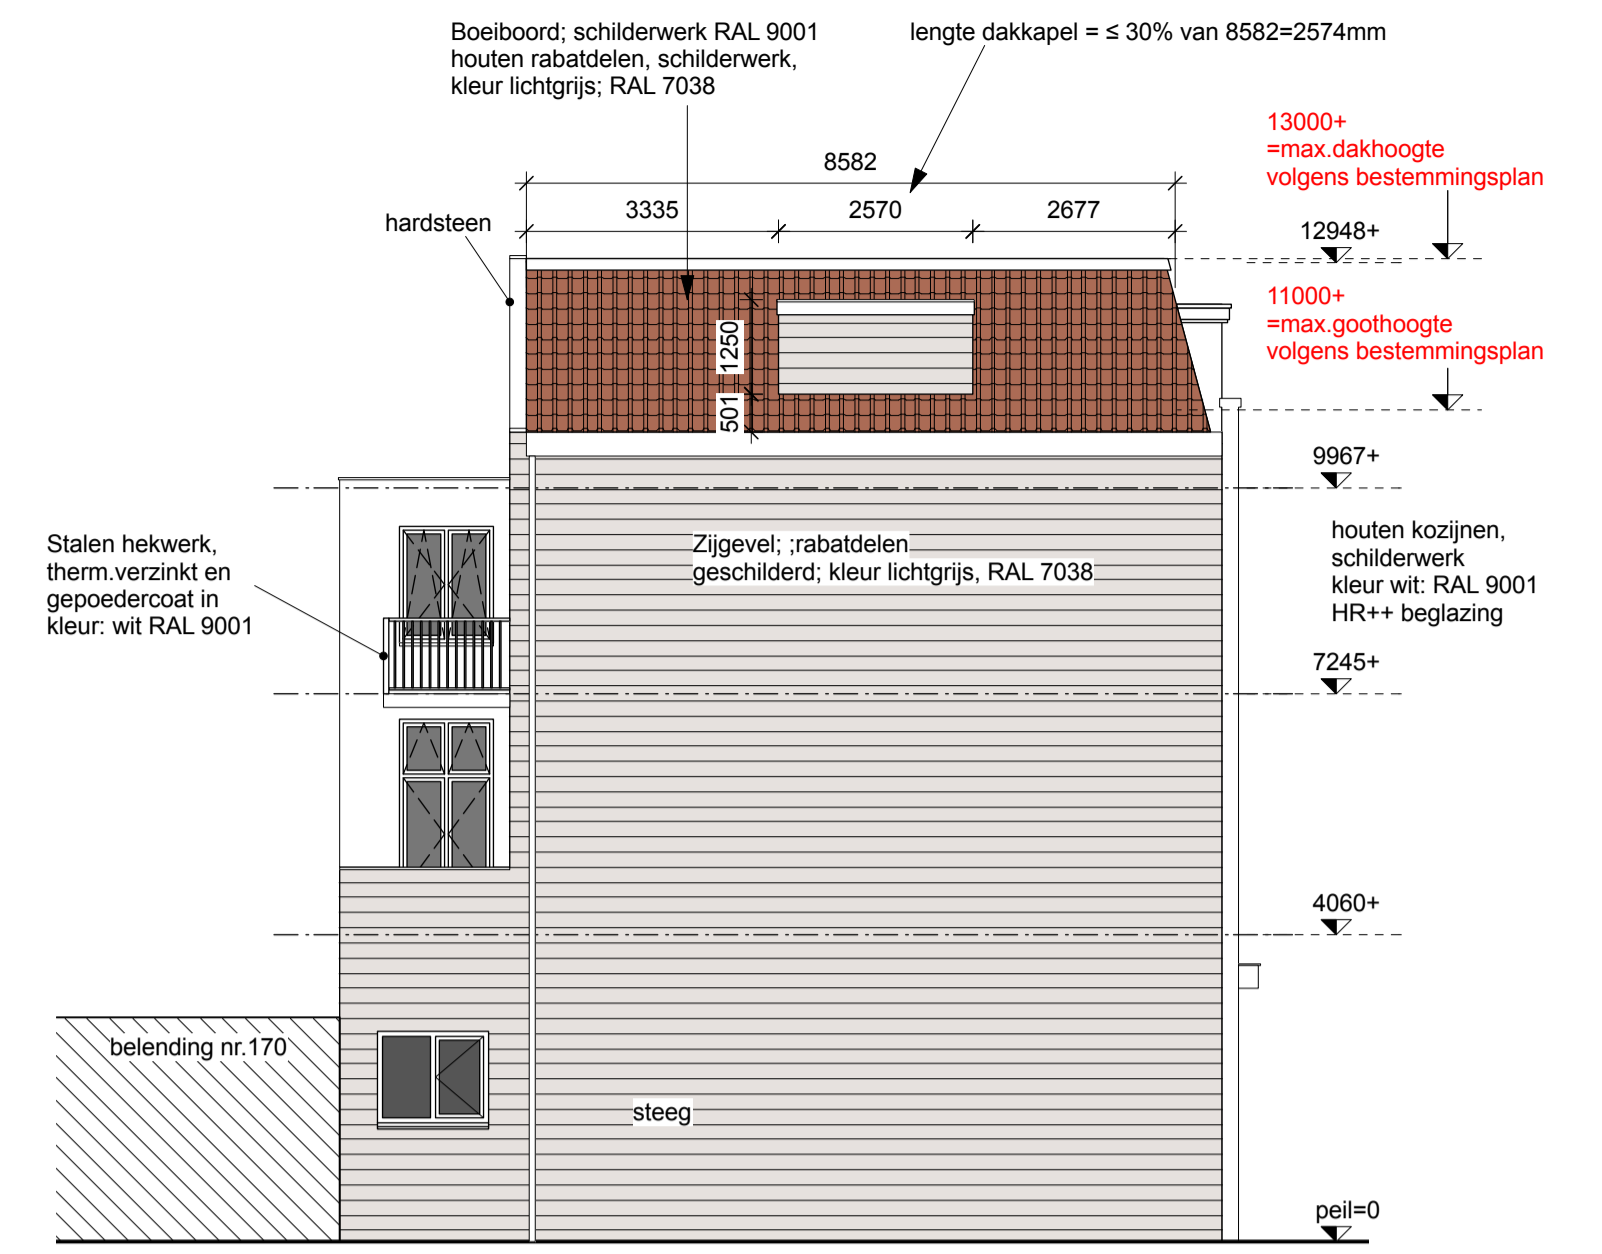 Boeiboord; schilderwerk RAL 9001
houten rabatdelen, schilderwerk,
kleur lichtgrijs; RAL 7038
lengte dakkapel = ≤ 30% van 8582=2574mm
13000+
=max.dakhoogte
volgens bestemmingsplan
8582
3335
2570
2677
hardsteen
12948+
11000+
=max.goothoogte
volgens bestemmingsplan
1250
501
9967+
Stalen hekwerk,
therm.verzinkt en
gepoedercoat in
kleur: wit RAL 9001
Zijgevel; ;rabatdelen
geschilderd; kleur lichtgrijs, RAL 7038
houten kozijnen,
schilderwerk
kleur wit: RAL 9001
HR++ beglazing
7245+
4060+
belending nr.170
steeg
peil=0